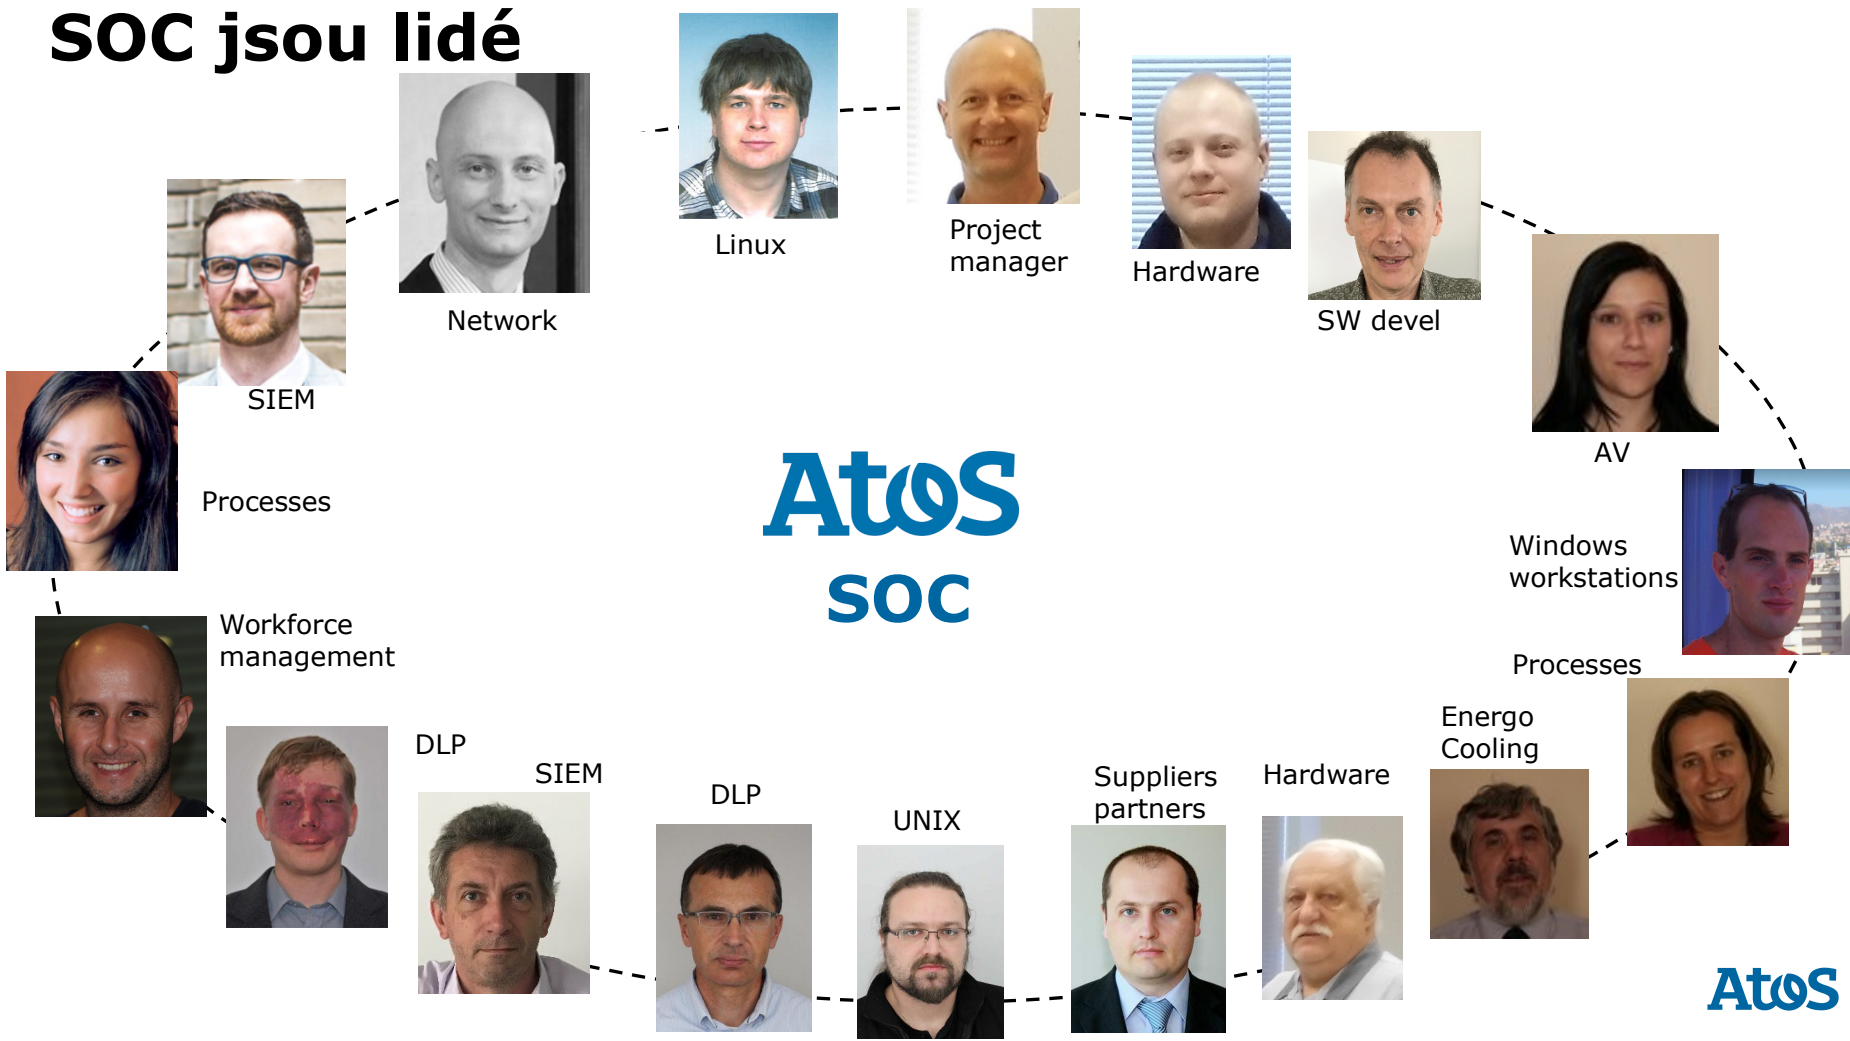 SOC jsou lidé
Linux
Project
manager
Hardware
Network
SW devel
SIEM
AV
Processes
Atos
SOC
Windows
workstations
Workforce
management
Processes
DLP
SIEM
DLP
UNIX
Suppliers
partners
Hardware
Energo
Cooling
Atos